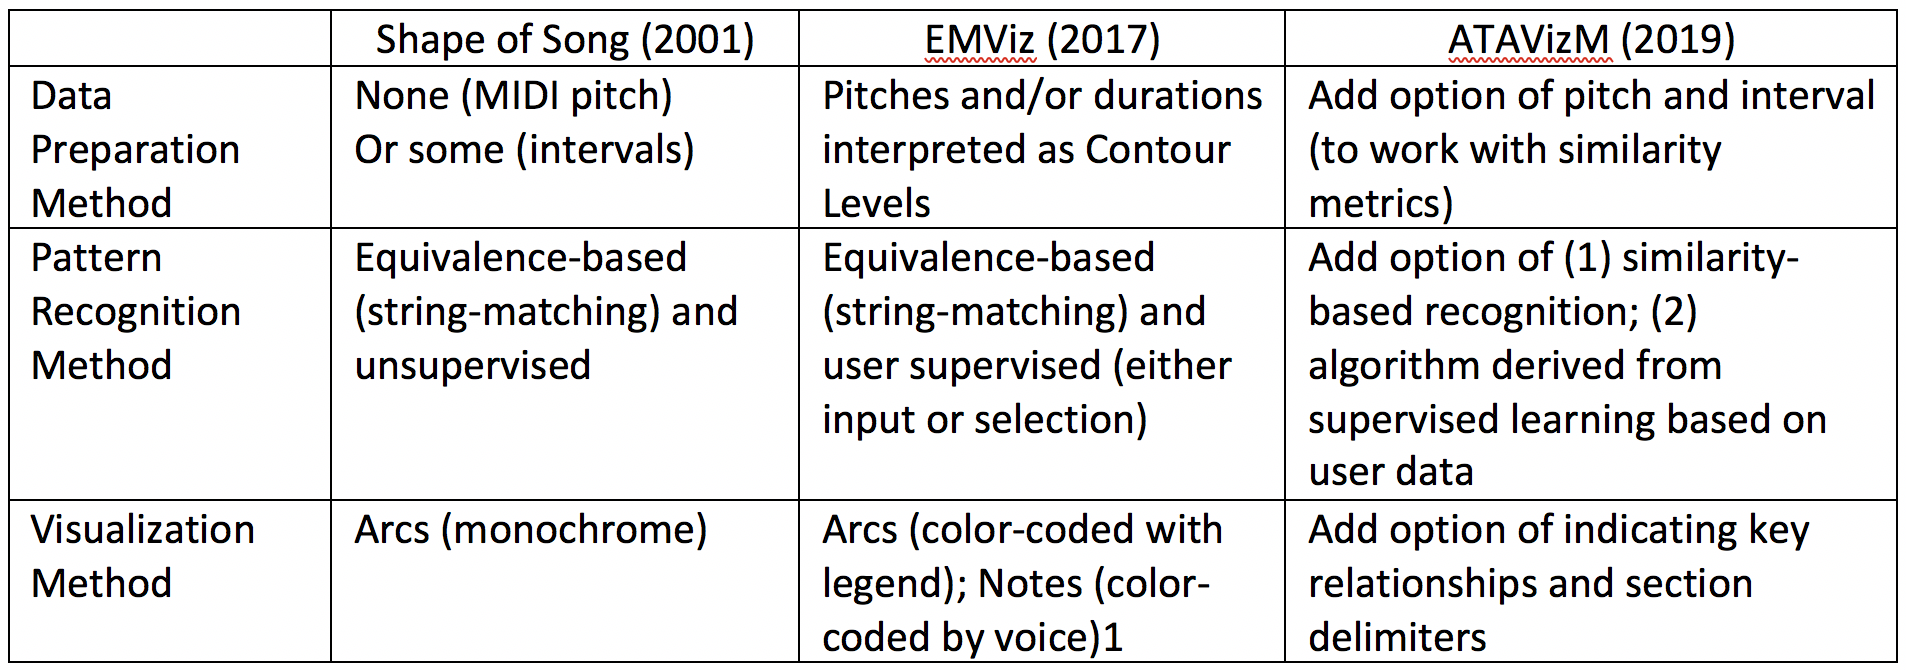 Shape of Song (2001)
EMViz (2017)
ATAVizM (2019)
Data
Preparation
Method
None (MIDI pitch)
Or some (intervals)
Pitches and/or durations
interpreted as Contour
Levels
Add option of pitch and interval
(to work with similarity
metrics)
Pattern
Recognition
Method
Equivalence-based
(string-matching) and
unsupervised
Equivalence-based
(string-matching) and
user supervised (either
input or selection)
Add option of (1) similarity-
based recognition; (2)
algorithm derived from
supervised learning based on
user data
Visualization
Method
Arcs (monochrome)
Arcs (color-coded with
legend); Notes (color-
coded by voice)1
Add option of indicating key
relationships and section
delimiters